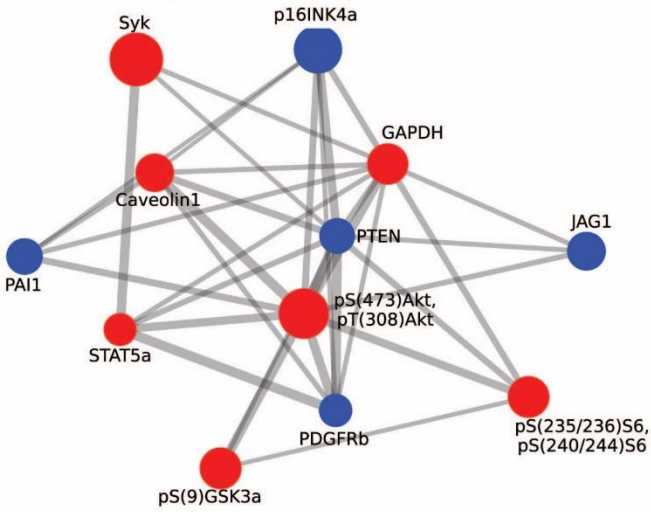 Syk
p16INK4a
GAPDH
Caveolin1
PTEN
JAG1
PAI1
pS(473)Akt,
pT(308)Akt
STAT5a
PDGFRb
pS(235/236)S6,
pS(240/244)S6
pS(9)GSK3a